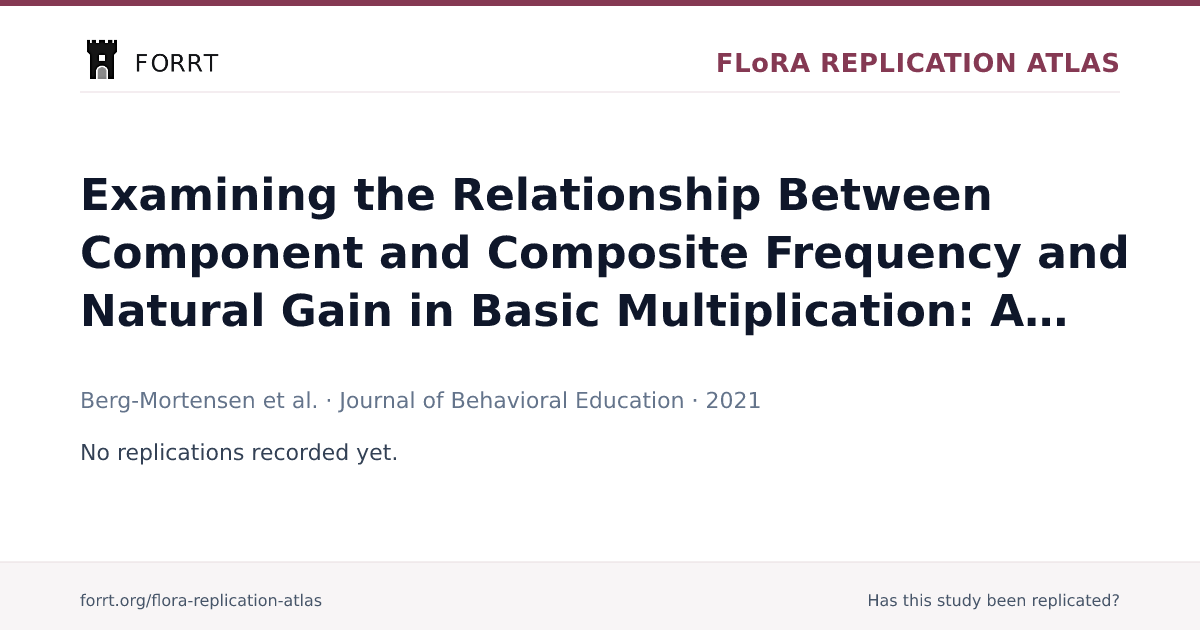 FORRT
FLoRA REPLICATION ATLAS
Examining the Relationship Between
Component and Composite Frequency and
Natural Gain in Basic Multiplication: A…
Berg-Mortensen et al. · Journal of Behavioral Education · 2021
No replications recorded yet.
forrt.org/flora-replication-atlas
Has this study been replicated?